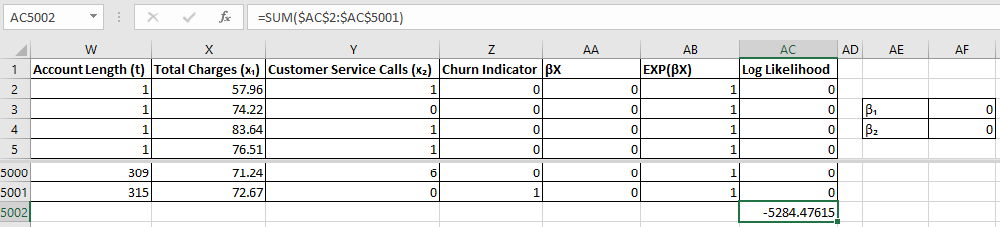 AC5002 fx =SUM($AC$2:$AC$5001)
W X Y Z AA AB AC AD AE AF
1 Account Length (t) Total Charges (x₁) Customer Service Calls (x₂) Churn Indicator βX EXP(βX) Log Likelihood
2 1 57.96 1 0 0 1 0
3 1 74.22 0 0 0 1 0 β₁ 0
4 1 83.64 1 0 0 1 0 β₂ 0
5 1 76.51 1 0 0 1 0
5000 309 71.24 6 0 0 1 0
5001 315 72.67 0 1 0 1 0
5002 -5284.47615